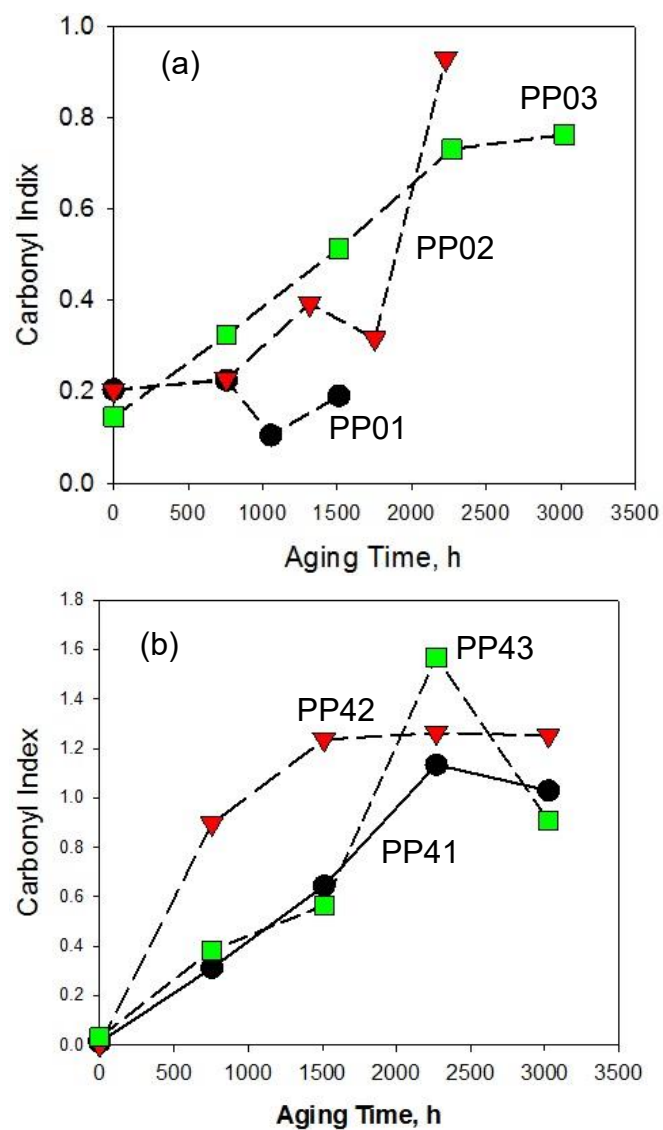 1.0
(a)
PP03
0.8
0.6
PP02
0.4
0.2
PP01
0.0
Carbonyl Indix
0 500 1000 1500 2000 2500 3000 3500
Aging Time, h
1.8
(b)
PP43
1.6
1.4
PP42
1.2
1.0
PP41
0.8
0.6
0.4
0.2
0.0
Carbonyl Index
0 500 1000 1500 2000 2500 3000 3500
Aging Time, h